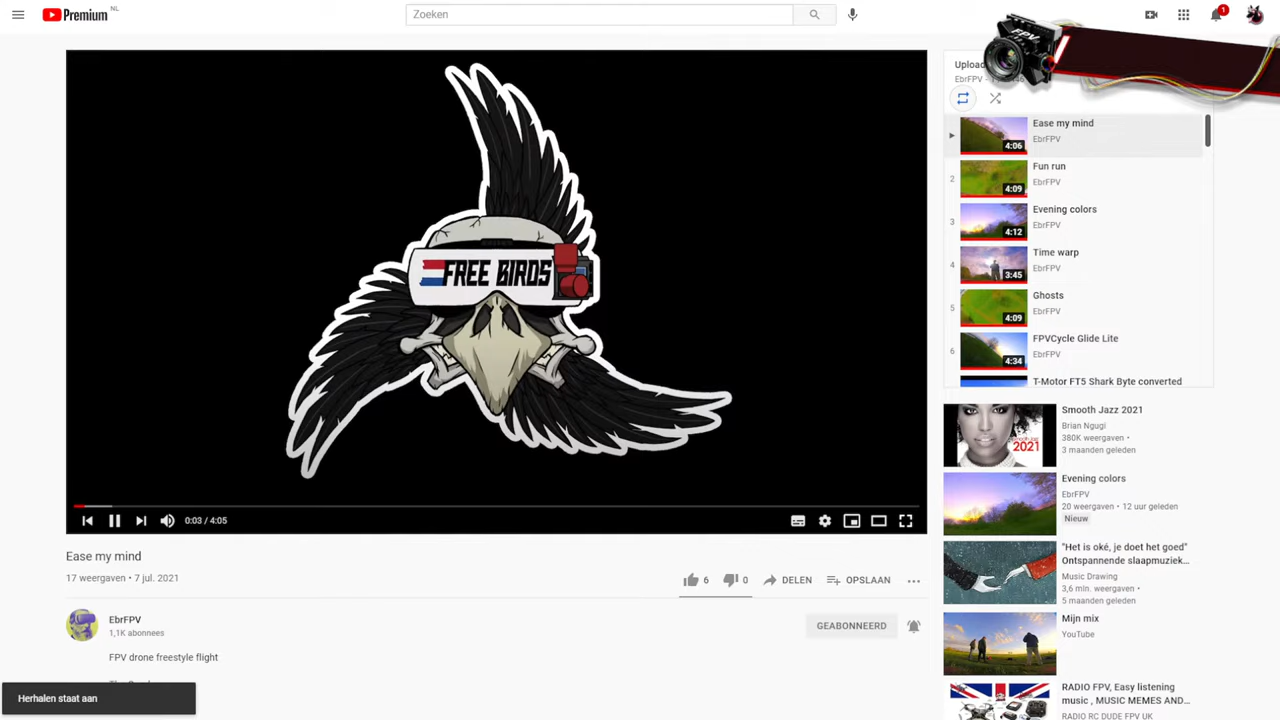 Premium NL
Zoeken
1
FPV
FREE BIRDS
0:03 / 4:05
Ease my mind
17 weergaven • 7 jul. 2021
6
0
DELEN
OPSLAAN
EbrFPV
1,1K abonnees
GEABONNEERD
FPV drone freestyle flight
Herhalen staat aan
EbrFPV
Ease my mind
EbrFPV
4:06
2
Fun run
EbrFPV
4:09
3
Evening colors
EbrFPV
4:12
4
Time warp
EbrFPV
3:45
5
Ghosts
EbrFPV
4:09
6
FPVCycle Glide Lite
EbrFPV
4:34
T-Motor FT5 Shark Byte converted
Smooth Jazz 2021
Brian Ngugi
380K weergaven •
3 maanden geleden
smooth Jazz
2021
Evening colors
EbrFPV
20 weergaven • 12 uur geleden
Nieuw
"Het is oké, je doet het goed"
Ontspannende slaapmuziek...
Music Drawing
3,6 mln. weergaven •
5 maanden geleden
Mijn mix
YouTube
RADIO FPV, Easy listening
music , MUSIC MEMES AND...
RADIO RC DUDE FPV UK